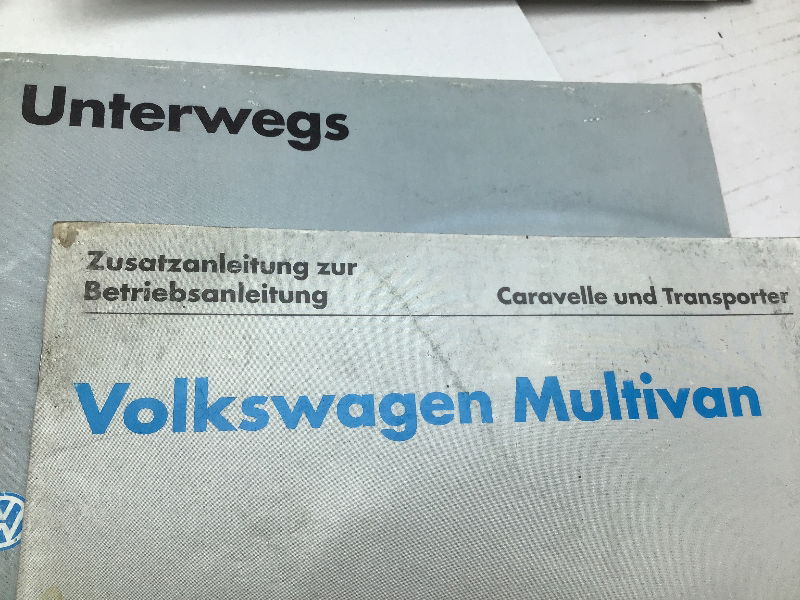 Unterwegs
Zusatzanleitung zur
Betriebsanleitung
Caravelle und Transporter
Volkswagen Multivan